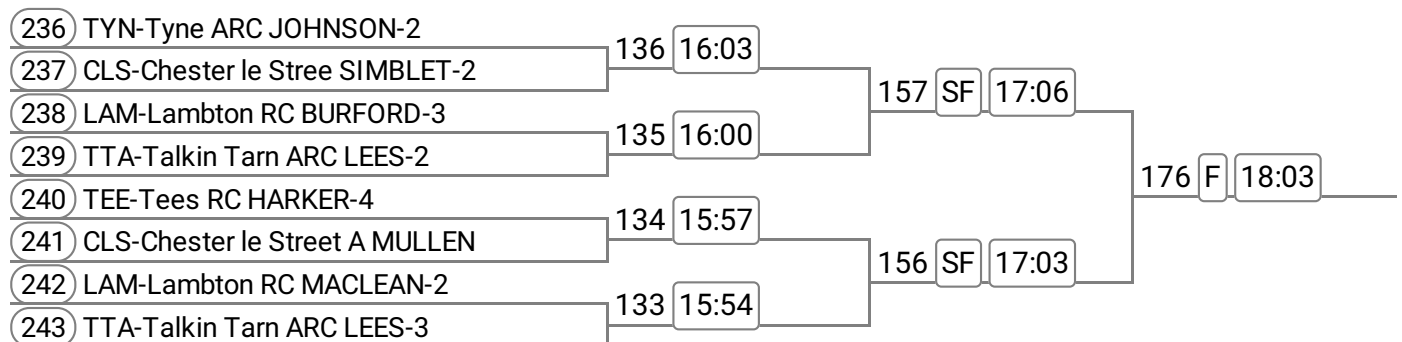 236 TYN-Tyne ARC JOHNSON-2
136 16:03
237 CLS-Chester le Stree SIMBLET-2
157 SF 17:06
238 LAM-Lambton RC BURFORD-3
135 16:00
239 TTA-Talkin Tarn ARC LEES-2
176 F 18:03
240 TEE-Tees RC HARKER-4
134 15:57
241 CLS-Chester le Street A MULLEN
156 SF 17:03
242 LAM-Lambton RC MACLEAN-2
133 15:54
243 TTA-Talkin Tarn ARC LEES-3